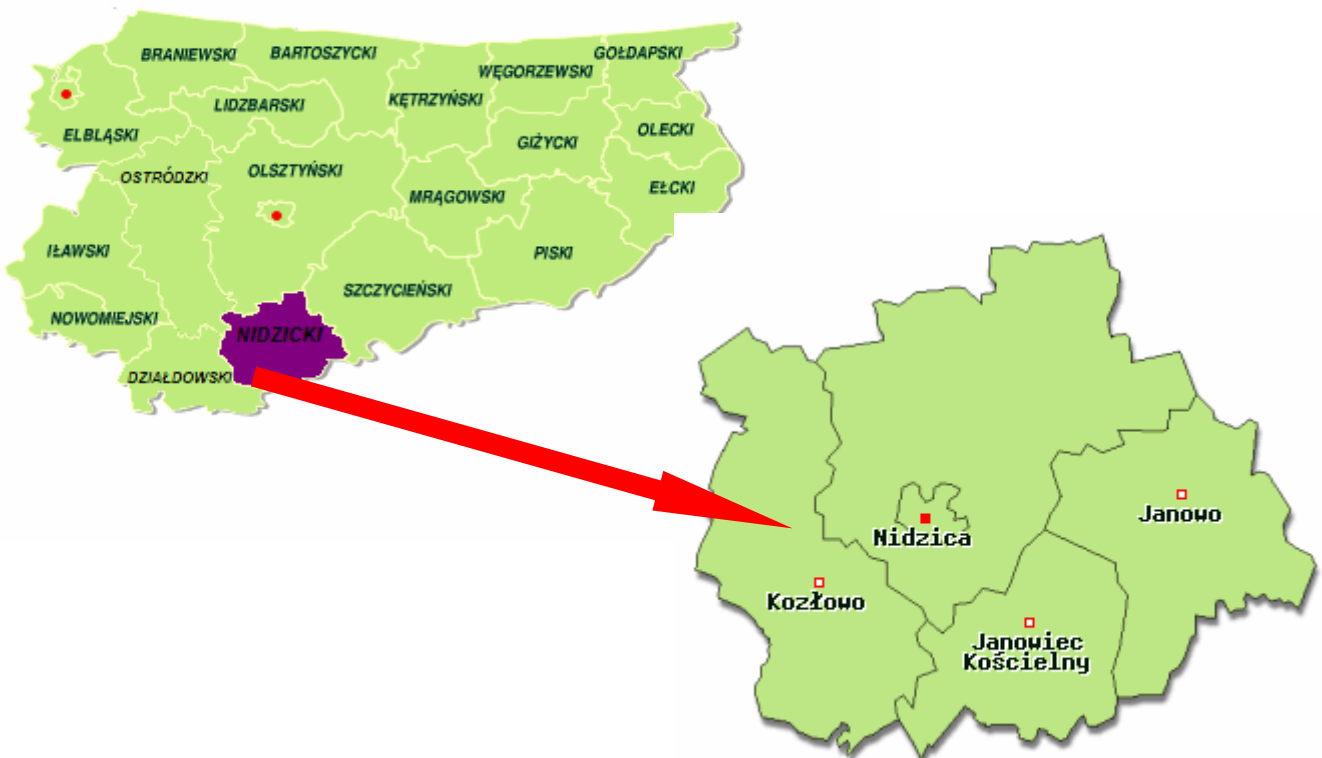 BRANIEWSKI
BARTOSZYCKI
GOŁDAPSKI
WĘGORZEWSKI
KĘTRZYŃSKI
LIDZBARSKI
ELBLĄSKI
GIŻYCKI
OLECKI
OSTRÓDZKI
OLSZTYŃSKI
MRĄGOWSKI
EŁCKI
IŁAWSKI
PISKI
SZCZYCIEŃSKI
NOWOMIEJSKI
NIDZICKI
DZIAŁDOWSKI
Janowo
Nidzica
Kozłowo
Janowiec
Kościelny